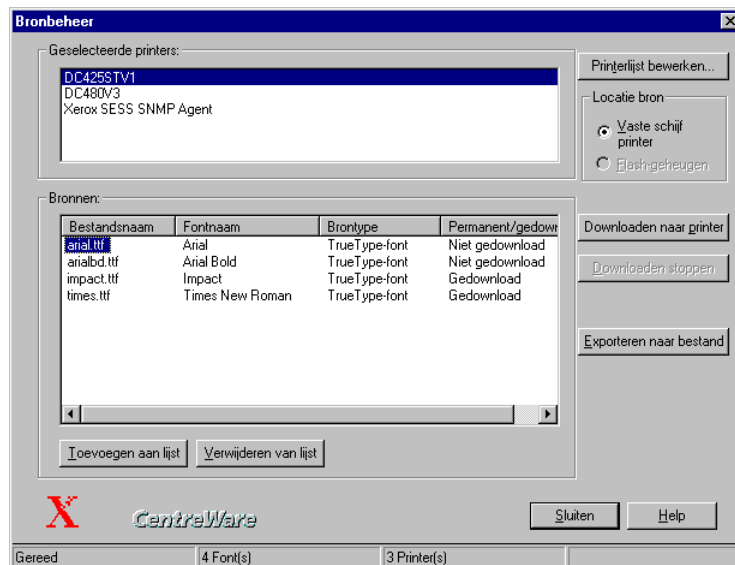 Bronbeheer
Geselecteerde printers:
DC425STV1
DC480V3
Xerox SESS SNMP Agent
Printerlijst bewerken...
Locatie bron
Vaste schijf
printer
Flash-geheugen
Bronnen:
Bestandsnaam Fontnaam Brontype Permanent/gedown
arial.ttf Arial TrueType-font Niet gedownload
arialbd.ttf Arial Bold TrueType-font Niet gedownload
impact.ttf Impact TrueType-font Gedownload
times.ttf Times New Roman TrueType-font Gedownload
Downloaden naar printer
Downloaden stoppen
Exporteren naar bestand
Toevoegen aan lijst Verwijderen van lijst
X CentreWare
Sluiten Help
Gereed 4 Font(s) 3 Printer(s)